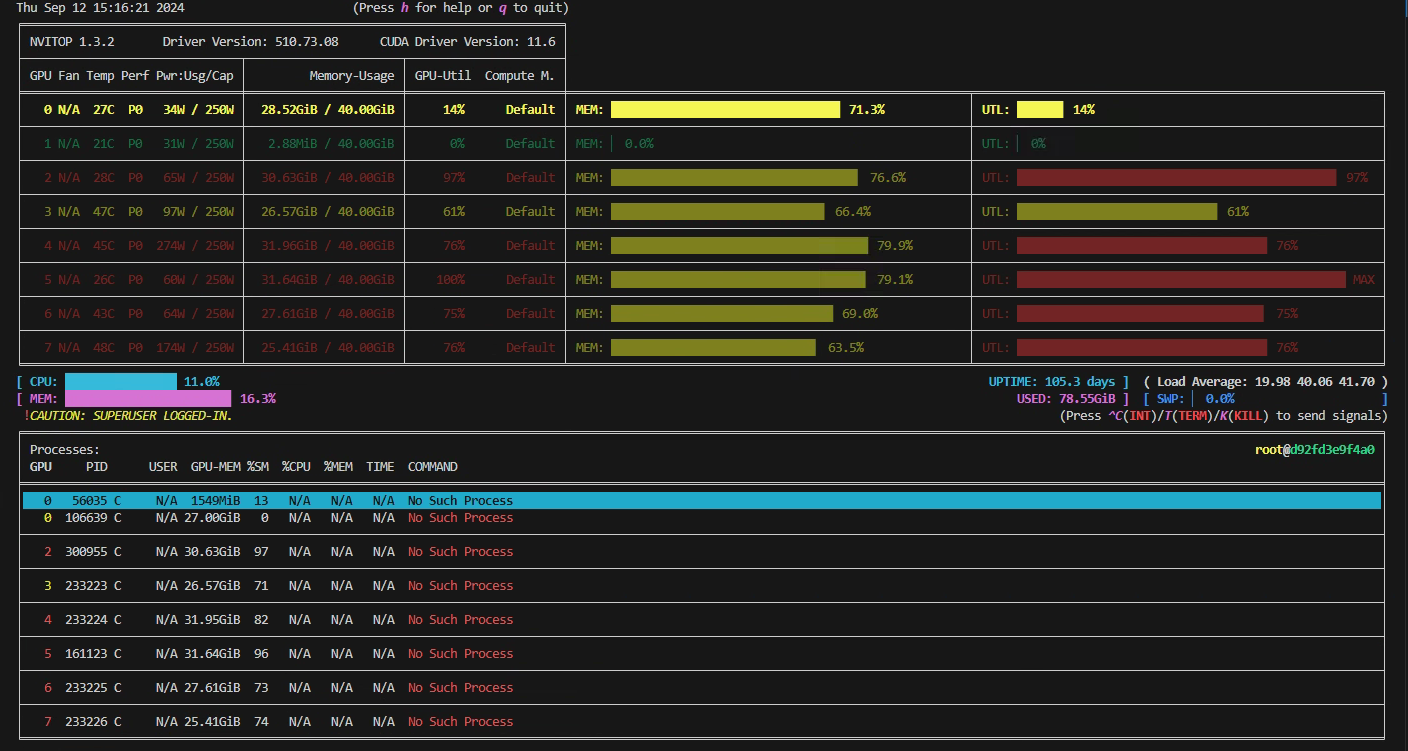 Thu Sep 12 15:16:21 2024 (Press h for help or q to quit)
NVITOP 1.3.2 Driver Version: 510.73.08 CUDA Driver Version: 11.6
GPU Fan Temp Perf Pwr:Usg/Cap Memory-Usage GPU-Util Compute M.
0 N/A 27C P0 34W / 250W 28.52GiB / 40.00GiB 14% Default MEM: 71.3% UTL: 14%
1 N/A 21C P0 31W / 250W 2.88MiB / 40.00GiB 0% Default MEM: 0.0% UTL: 0%
2 N/A 28C P0 65W / 250W 30.63GiB / 40.00GiB 97% Default MEM: 76.6% UTL: 97%
3 N/A 47C P0 97W / 250W 26.57GiB / 40.00GiB 61% Default MEM: 66.4% UTL: 61%
4 N/A 45C P0 274W / 250W 31.96GiB / 40.00GiB 76% Default MEM: 79.9% UTL: 76%
5 N/A 26C P0 60W / 250W 31.64GiB / 40.00GiB 100% Default MEM: 79.1% UTL: MAX
6 N/A 43C P0 64W / 250W 27.61GiB / 40.00GiB 75% Default MEM: 69.0% UTL: 75%
7 N/A 48C P0 174W / 250W 25.41GiB / 40.00GiB 76% Default MEM: 63.5% UTL: 76%
[ CPU: 11.0% UPTIME: 105.3 days ] ( Load Average: 19.98 40.06 41.70 )
[ MEM: 16.3% USED: 78.55GiB ] [ SWP: 0.0% ]
!CAUTION: SUPERUSER LOGGED-IN. (Press ^C(INT)/T(TERM)/K(KILL) to send signals)
Processes: root@d92fd3e9f4a0
GPU PID USER GPU-MEM %SM %CPU %MEM TIME COMMAND
0 56035 C N/A 1549MiB 13 N/A N/A N/A No Such Process
0 106639 C N/A 27.00GiB 0 N/A N/A N/A No Such Process
2 300955 C N/A 30.63GiB 97 N/A N/A N/A No Such Process
3 233223 C N/A 26.57GiB 71 N/A N/A N/A No Such Process
4 233224 C N/A 31.95GiB 82 N/A N/A N/A No Such Process
5 161123 C N/A 31.64GiB 96 N/A N/A N/A No Such Process
6 233225 C N/A 27.61GiB 73 N/A N/A N/A No Such Process
7 233226 C N/A 25.41GiB 74 N/A N/A N/A No Such Process